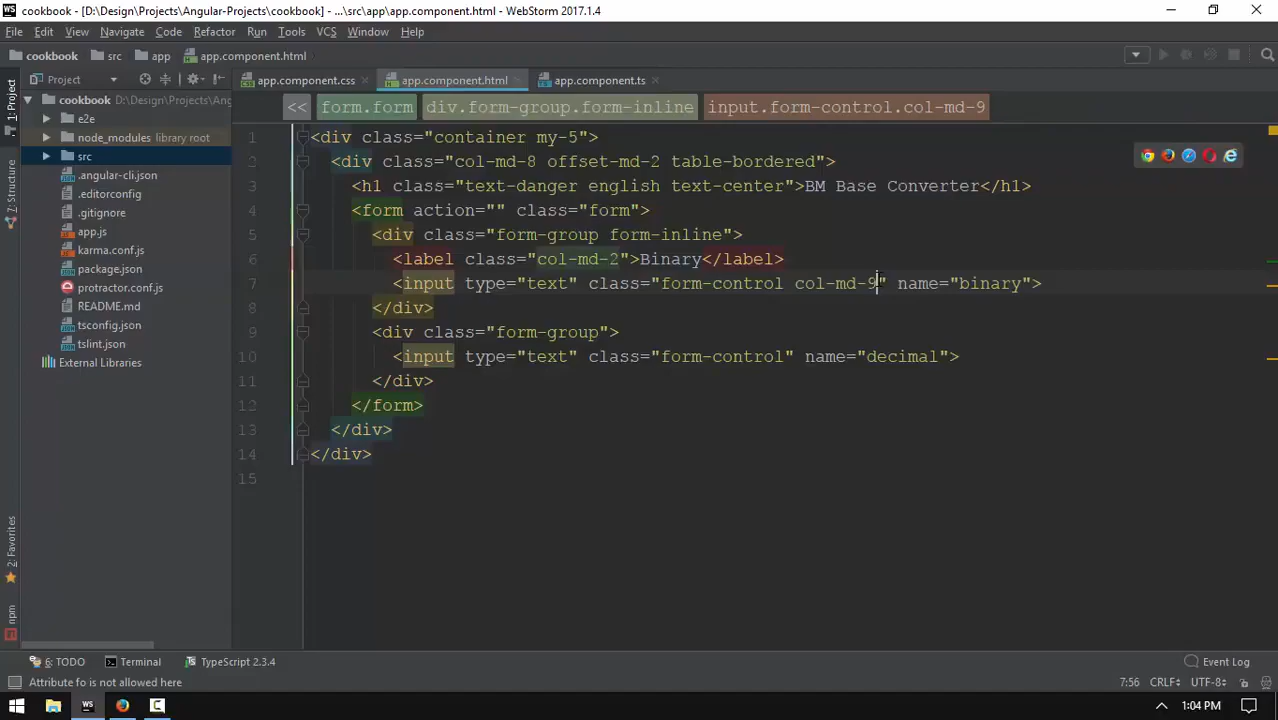 WS cookbook - [D:\Design\Projects\Angular-Projects\cookbook] - ...\src\app\app.component.html - WebStorm 2017.1.4
File Edit View Navigate Code Refactor Run Tools VCS Window Help
cookbook src app app.component.html
Project app.component.css app.component.html app.component.ts
1: Project
Z: Structure
2: Favorites
npm
cookbook D:\Design\Projects\Ang
e2e
node_modules library root
src
.angular-cli.json
.editorconfig
.gitignore
app.js
karma.conf.js
package.json
protractor.conf.js
README.md
tsconfig.json
tslint.json
External Libraries
<< form.form div.form-group.form-inline input.form-control.col-md-9
1 <div class="container my-5">
2 <div class="col-md-8 offset-md-2 table-bordered">
3 <h1 class="text-danger english text-center">BM Base Converter</h1>
4 <form action="" class="form">
5 <div class="form-group form-inline">
6 <label class="col-md-2">Binary</label>
7 <input type="text" class="form-control col-md-9" name="binary">
8 </div>
9 <div class="form-group">
10 <input type="text" class="form-control" name="decimal">
11 </div>
12 </form>
13 </div>
14 </div>
15
6: TODO Terminal TypeScript 2.3.4 Event Log
Attribute fo is not allowed here 7:56 CRLF÷ UTF-8÷
WS 1:04 PM